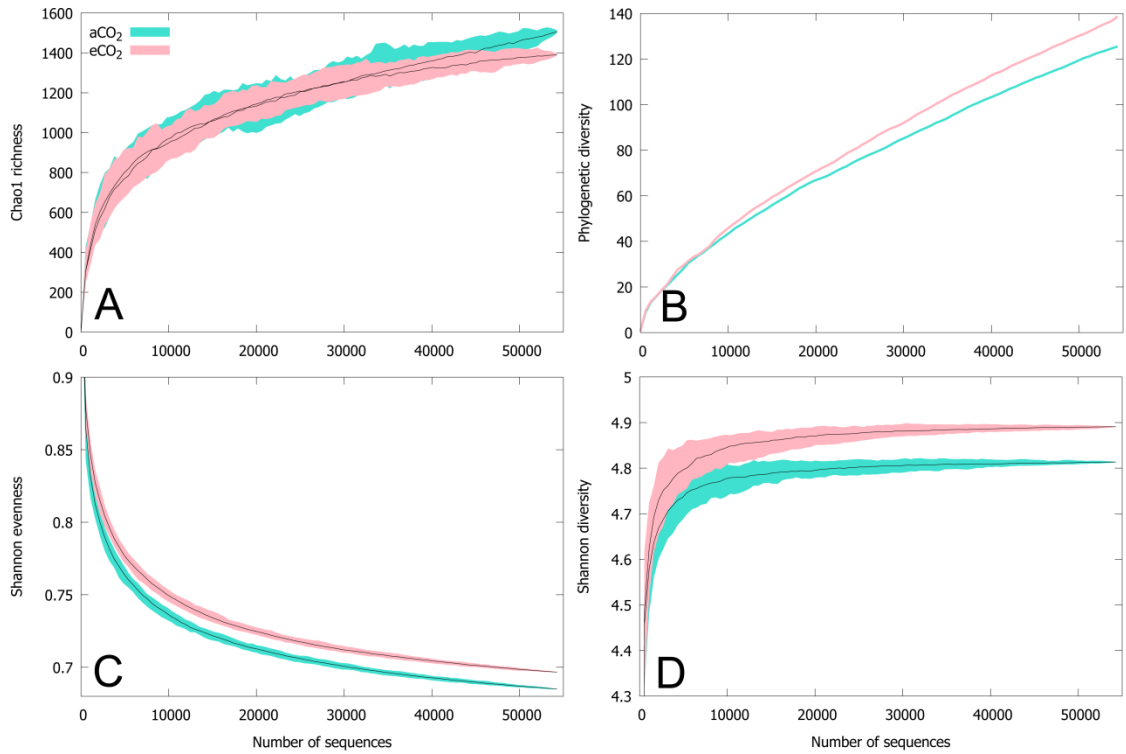 1600
1400
1200
1000
800
600
400
200
0
Chao1 richness
aCO₂
eCO₂
A
0 10000 20000 30000 40000 50000
140
120
100
80
60
40
20
0
Phylogenetic diversity
B
0 10000 20000 30000 40000 50000
0.9
0.85
0.8
0.75
0.7
Shannon evenness
C
0 10000 20000 30000 40000 50000
Number of sequences
5
4.9
4.8
4.7
4.6
4.5
4.4
4.3
Shannon diversity
D
0 10000 20000 30000 40000 50000
Number of sequences